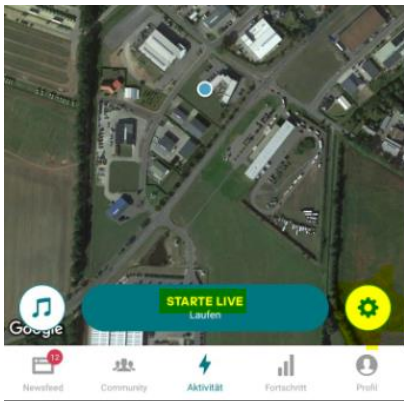 STARTE LIVE
Laufen
Google
12
Newsfeed
Community
Aktivität
Fortschritt
Profil